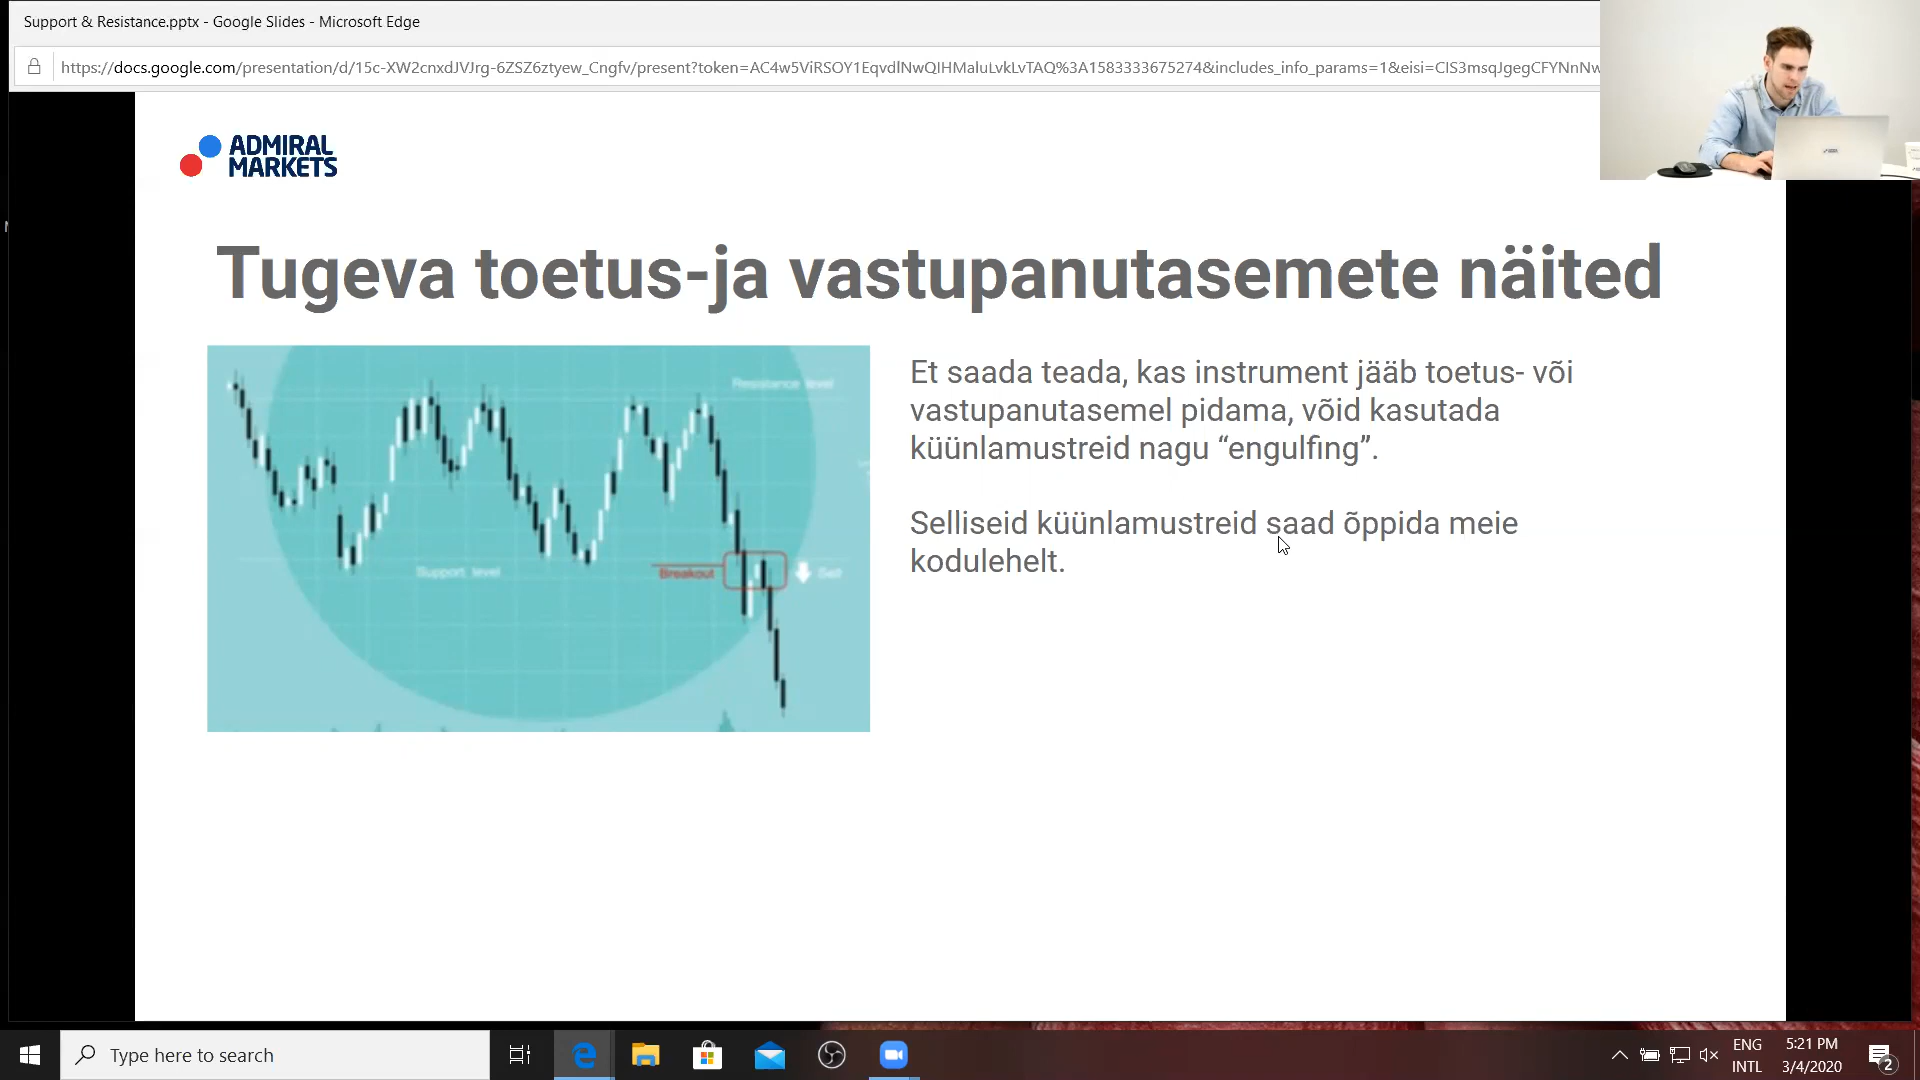 Support & Resistance.pptx - Google Slides - Microsoft Edge
https://docs.google.com/presentation/d/15c-XW2cnxdJVJrg-6ZSZ6ztyew_Cngfv/present?token=AC4w5ViRSOY1EqvdlNwQIHMaluLvkLvTAQ%3A1583333675274&includes_info_params=1&eisi=CIS3msqJgegCFYNnNw
ADMIRAL
MARKETS
Tugeva toetus-ja vastupanutasemete näited
Resistance level
Support level
Breakout
Sell
Et saada teada, kas instrument jääb toetus- või
vastupanutasemel pidama, võid kasutada
küünlamustreid nagu “engulfing”.
Selliseid küünlamustreid saad õppida meie
kodulehelt.
Type here to search
ENG
INTL
5:21 PM
3/4/2020
2